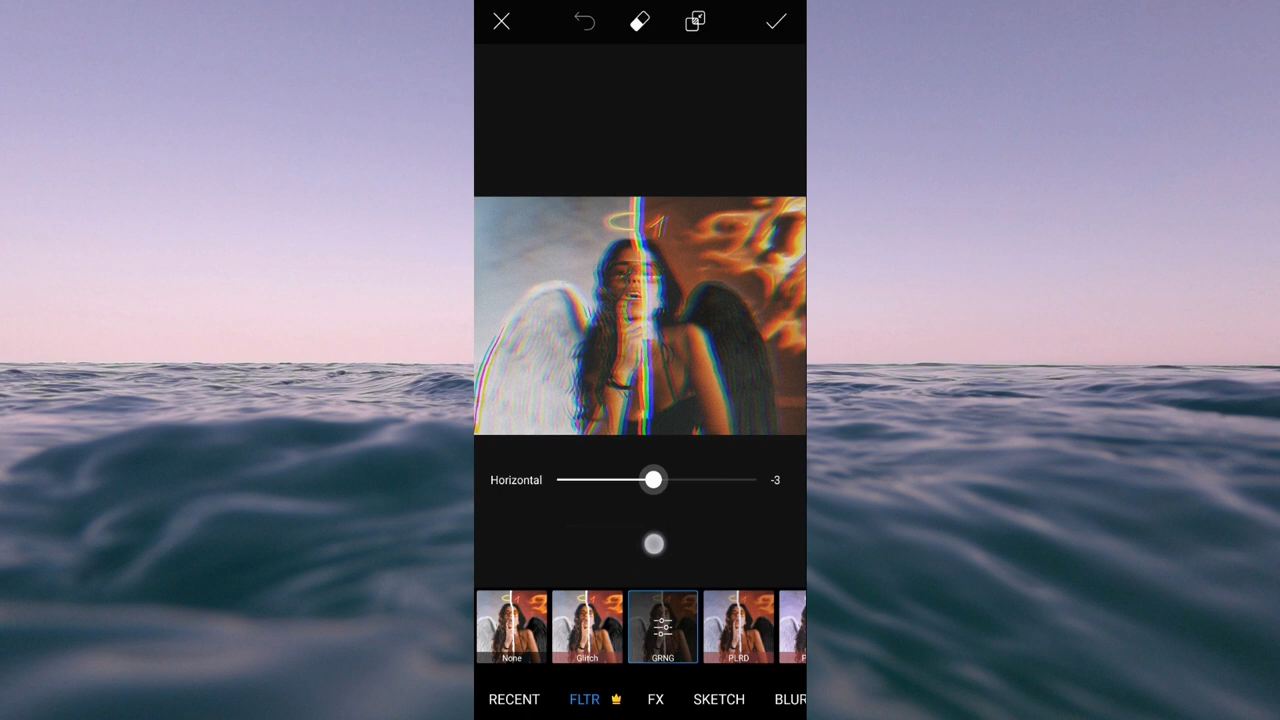 Horizontal -3
None Glitch GRNG PLRD
RECENT FLTR FX SKETCH BLUR